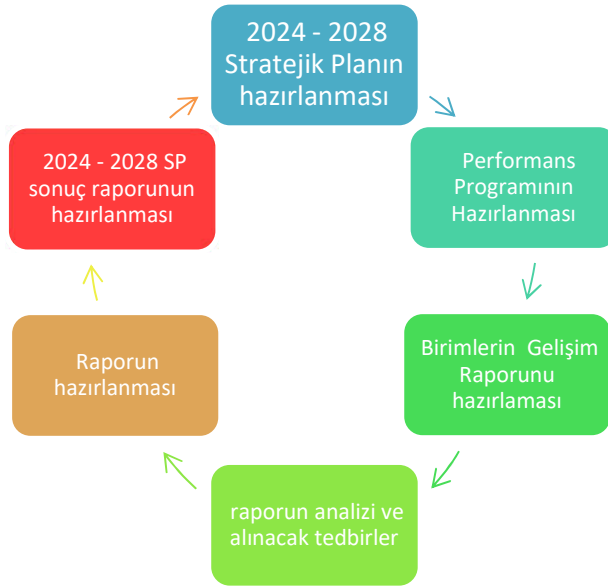 2024 - 2028
Stratejik Planın
hazırlanması
Performans
Programının
Hazırlanması
Birimlerin Gelişim
Raporunu
hazırlaması
raporun analizi ve
alınacak tedbirler
Raporun
hazırlanması
2024 - 2028 SP
sonuç raporunun
hazırlanması